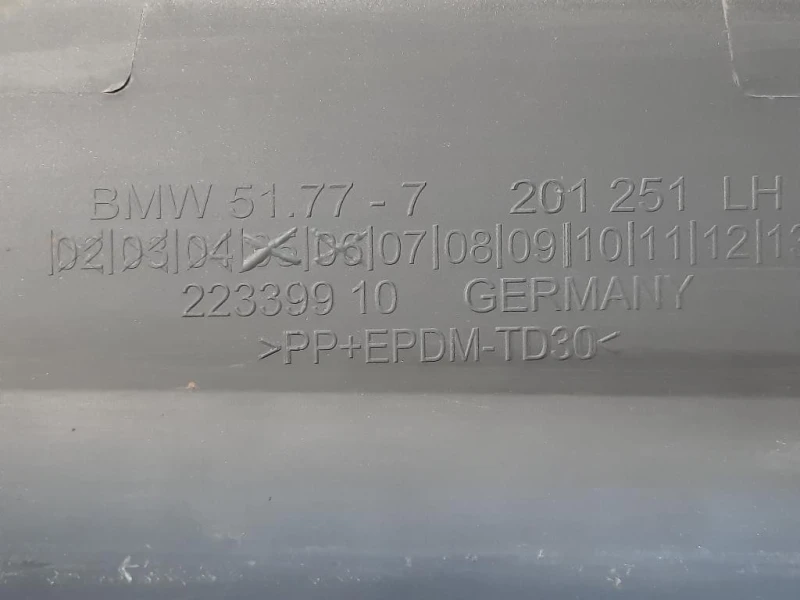 BMW 51.77 - 7 201 251 LH
|02|03|04|05|06|07|08|09|10|11|12|13
223399 10 GERMANY
>PP+EPDM-TD30<